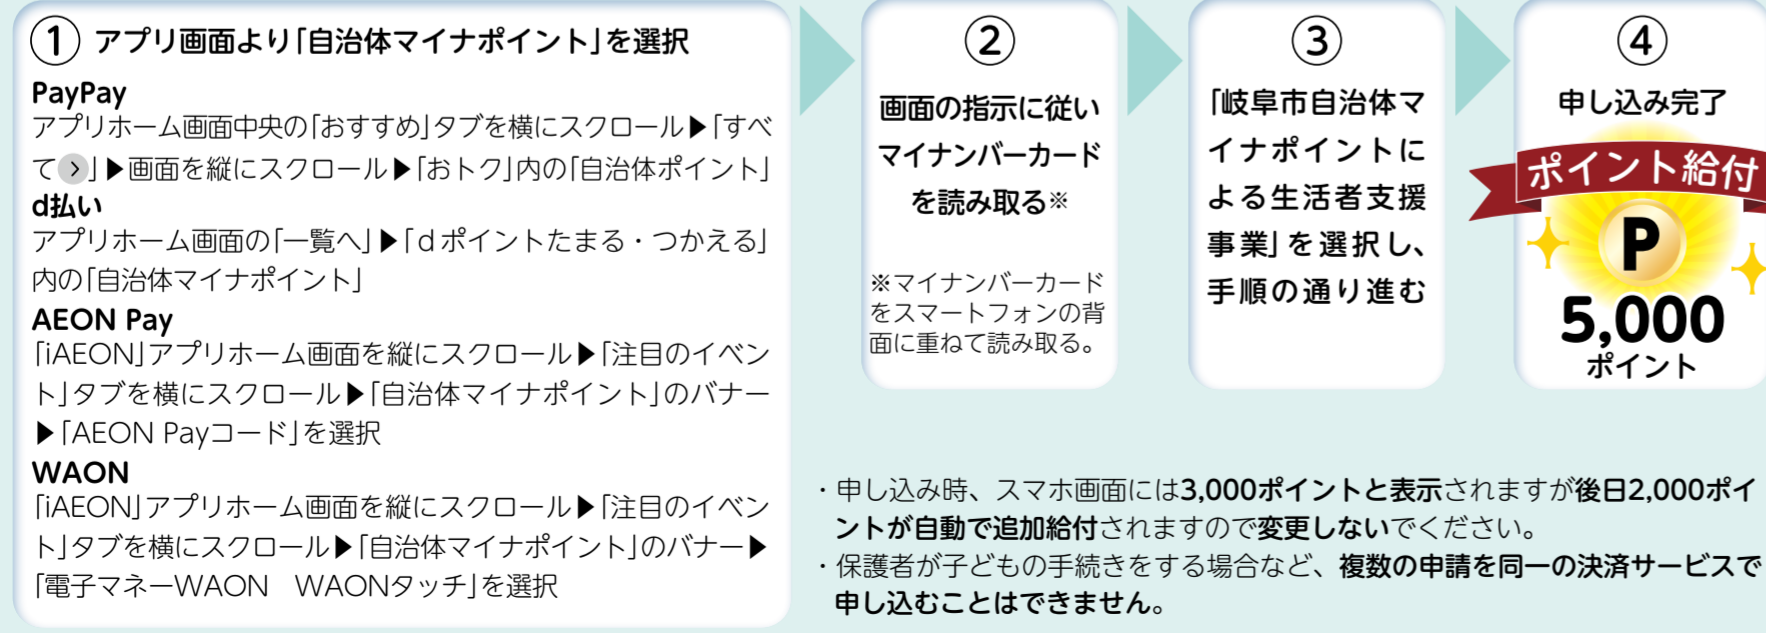 ① アプリ画面より「自治体マイナポイント」を選択
PayPay
アプリホーム画面中央の「おすすめ」タブを横にスクロール▶「すべ
て>」▶画面を縦にスクロール▶「おトク」内の「自治体ポイント」
d払い
アプリホーム画面の「一覧へ」▶「dポイントたまる・つかえる」
内の「自治体マイナポイント」
AEON Pay
「iAEON」アプリホーム画面を縦にスクロール▶「注目のイベン
ト」タブを横にスクロール▶「自治体マイナポイント」のバナー
▶「AEON Payコード」を選択
WAON
「iAEON」アプリホーム画面を縦にスクロール▶「注目のイベン
ト」タブを横にスクロール▶「自治体マイナポイント」のバナー▶
「電子マネーWAON　WAONタッチ」を選択
②
画面の指示に従い
マイナンバーカード
を読み取る※
※マイナンバーカード
をスマートフォンの背
面に重ねて読み取る。
③
「岐阜市自治体マ
イナポイントに
よる生活者支援
事業」を選択し、
手順の通り進む
④
申し込み完了
ポイント給付
P
5,000
ポイント
・申し込み時、スマホ画面には3,000ポイントと表示されますが後日2,000ポイ
ントが自動で追加給付されますので変更しないでください。
・保護者が子どもの手続きをする場合など、複数の申請を同一の決済サービスで
申し込むことはできません。